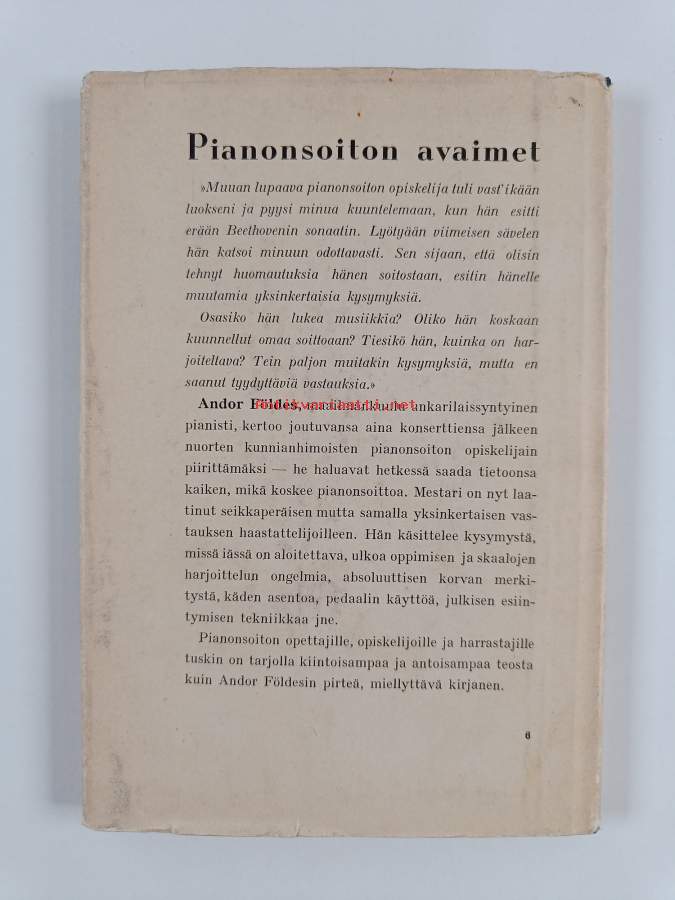 Pianonsoiton avaimet
»Muuan lupaava pianonsoiton opiskelija tuli vast'ikään
luokseni ja pyysi minua kuuntelemaan, kun hän esitti
erään Beethovenin sonaatin. Lyötyään viimeisen sävelen
hän katsoi minuun odottavasti. Sen sijaan, että olisin
tehnyt huomautuksia hänen soitostaan, esitin hänelle
muutamia yksinkertaisia kysymyksiä.
Osasiko hän lukea musiikkia? Oliko hän koskaan
kuunnellut omaa soittoaan? Tiesikö hän, kuinka on har-
joiteltava? Tein paljon muitakin kysymyksiä, mutta en
saanut tyydyttäviä vastauksia.»
Andor Földes, maailmankuulu unkarilaissyntyinen
pianisti, kertoo joutuvansa aina konserttiensa jälkeen
nuorten kunnianhimoisten pianonsoiton opiskelijain
piirittämäksi — he haluavat hetkessä saada tietoonsa
kaiken, mikä koskee pianonsoittoa. Mestari on nyt laa-
tinut seikkaperäisen mutta samalla yksinkertaisen vas-
tauksen haastattelijoilleen. Hän käsittelee kysymystä,
missä iässä on aloitettava, ulkoa oppimisen ja skaalojen
harjoittelun ongelmia, absoluuttisen korvan merki-
tystä, käden asentoa, pedaalin käyttöä, julkisen esiin-
tymisen tekniikkaa jne.
Pianonsoiton opettajille, opiskelijoille ja harrastajille
tuskin on tarjolla kiintoisampaa ja antoisampaa teosta
kuin Andor Földesin pirteä, miellyttävä kirjanen.
6